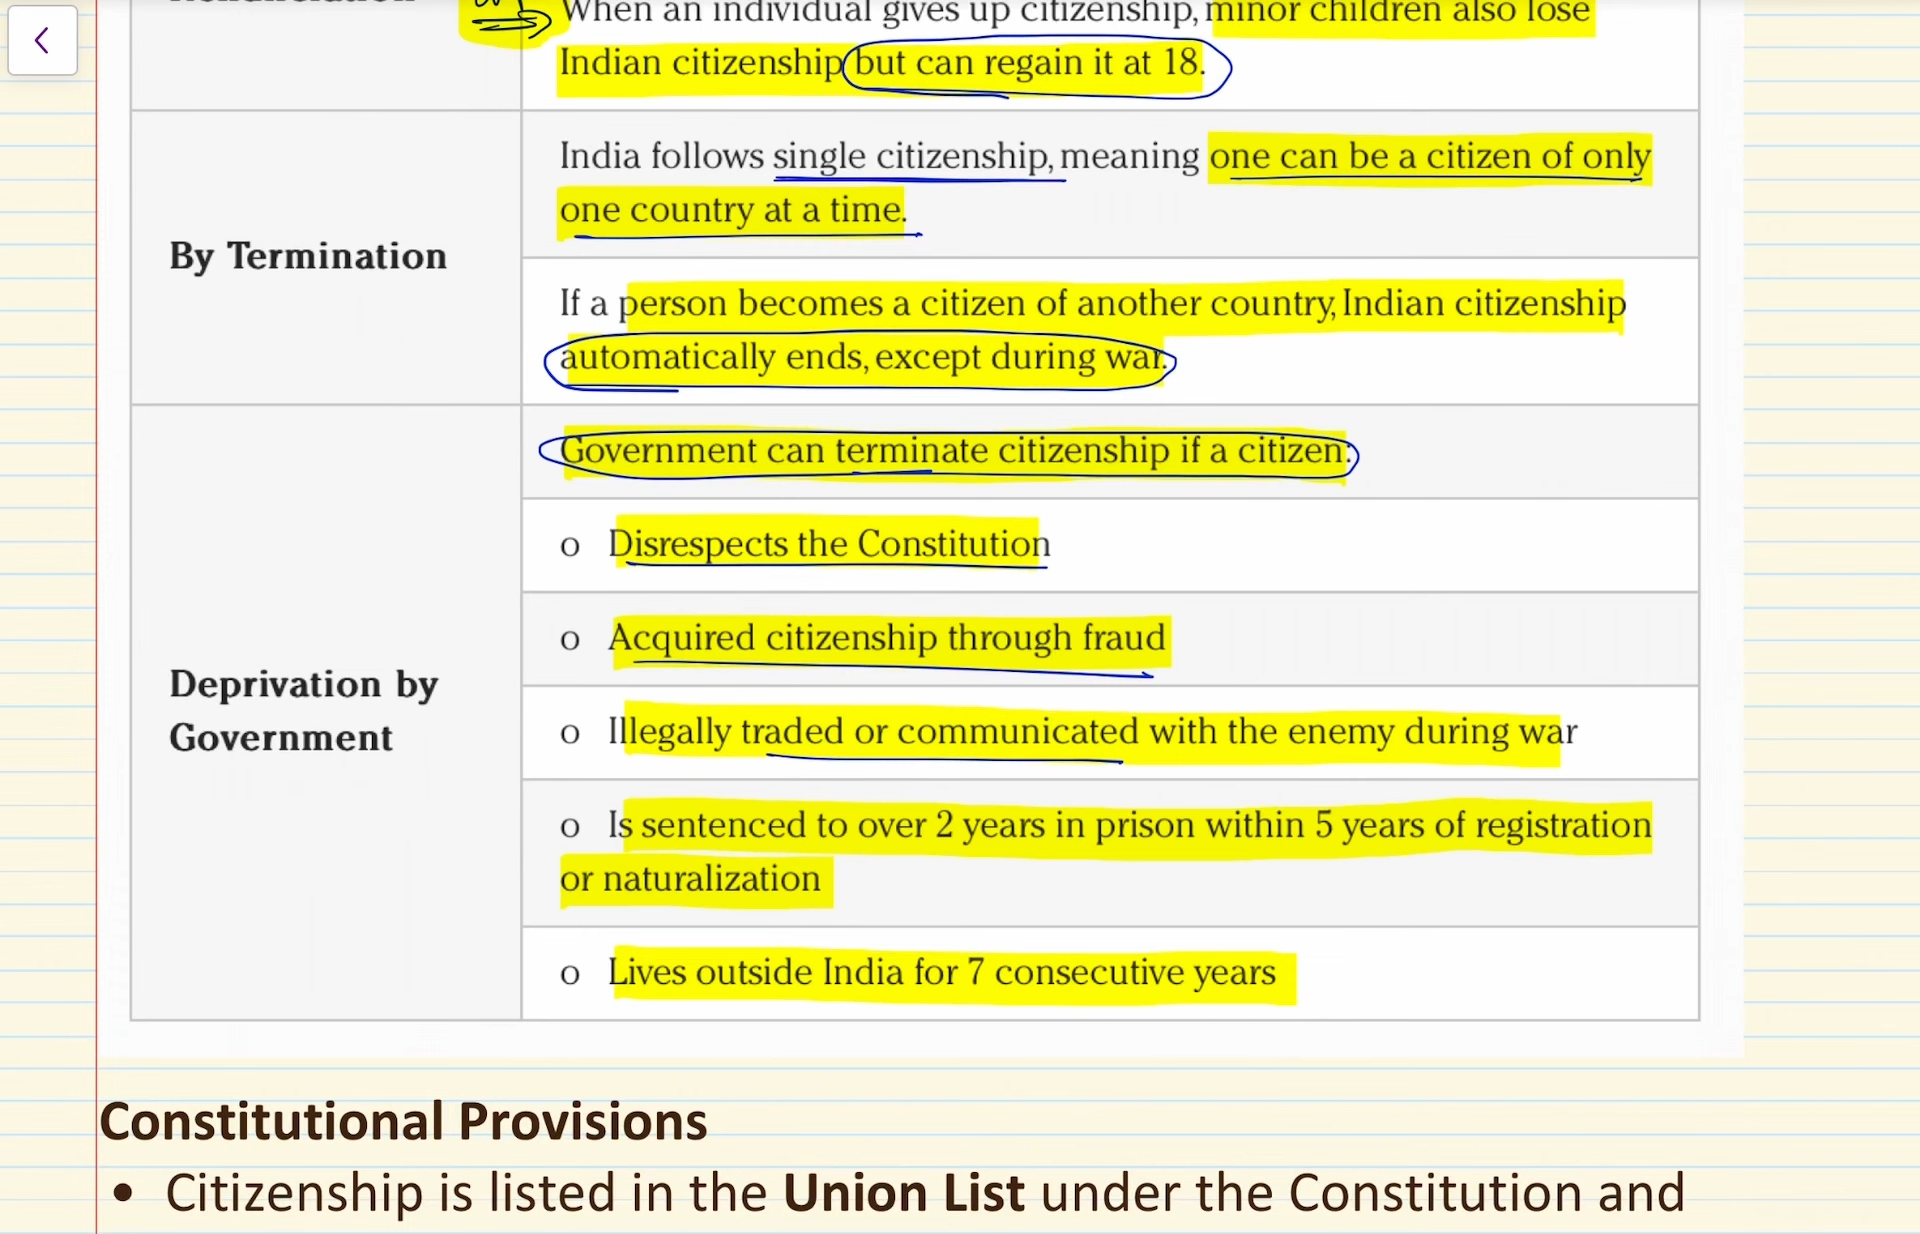 When an individual gives up citizenship, minor children also lose
Indian citizenship but can regain it at 18.
By Termination
India follows single citizenship, meaning one can be a citizen of only
one country at a time.
If a person becomes a citizen of another country, Indian citizenship
automatically ends, except during war.
Deprivation by
Government
Government can terminate citizenship if a citizen:
o Disrespects the Constitution
o Acquired citizenship through fraud
o Illegally traded or communicated with the enemy during war
o Is sentenced to over 2 years in prison within 5 years of registration
or naturalization
o Lives outside India for 7 consecutive years
Constitutional Provisions
• Citizenship is listed in the Union List under the Constitution and